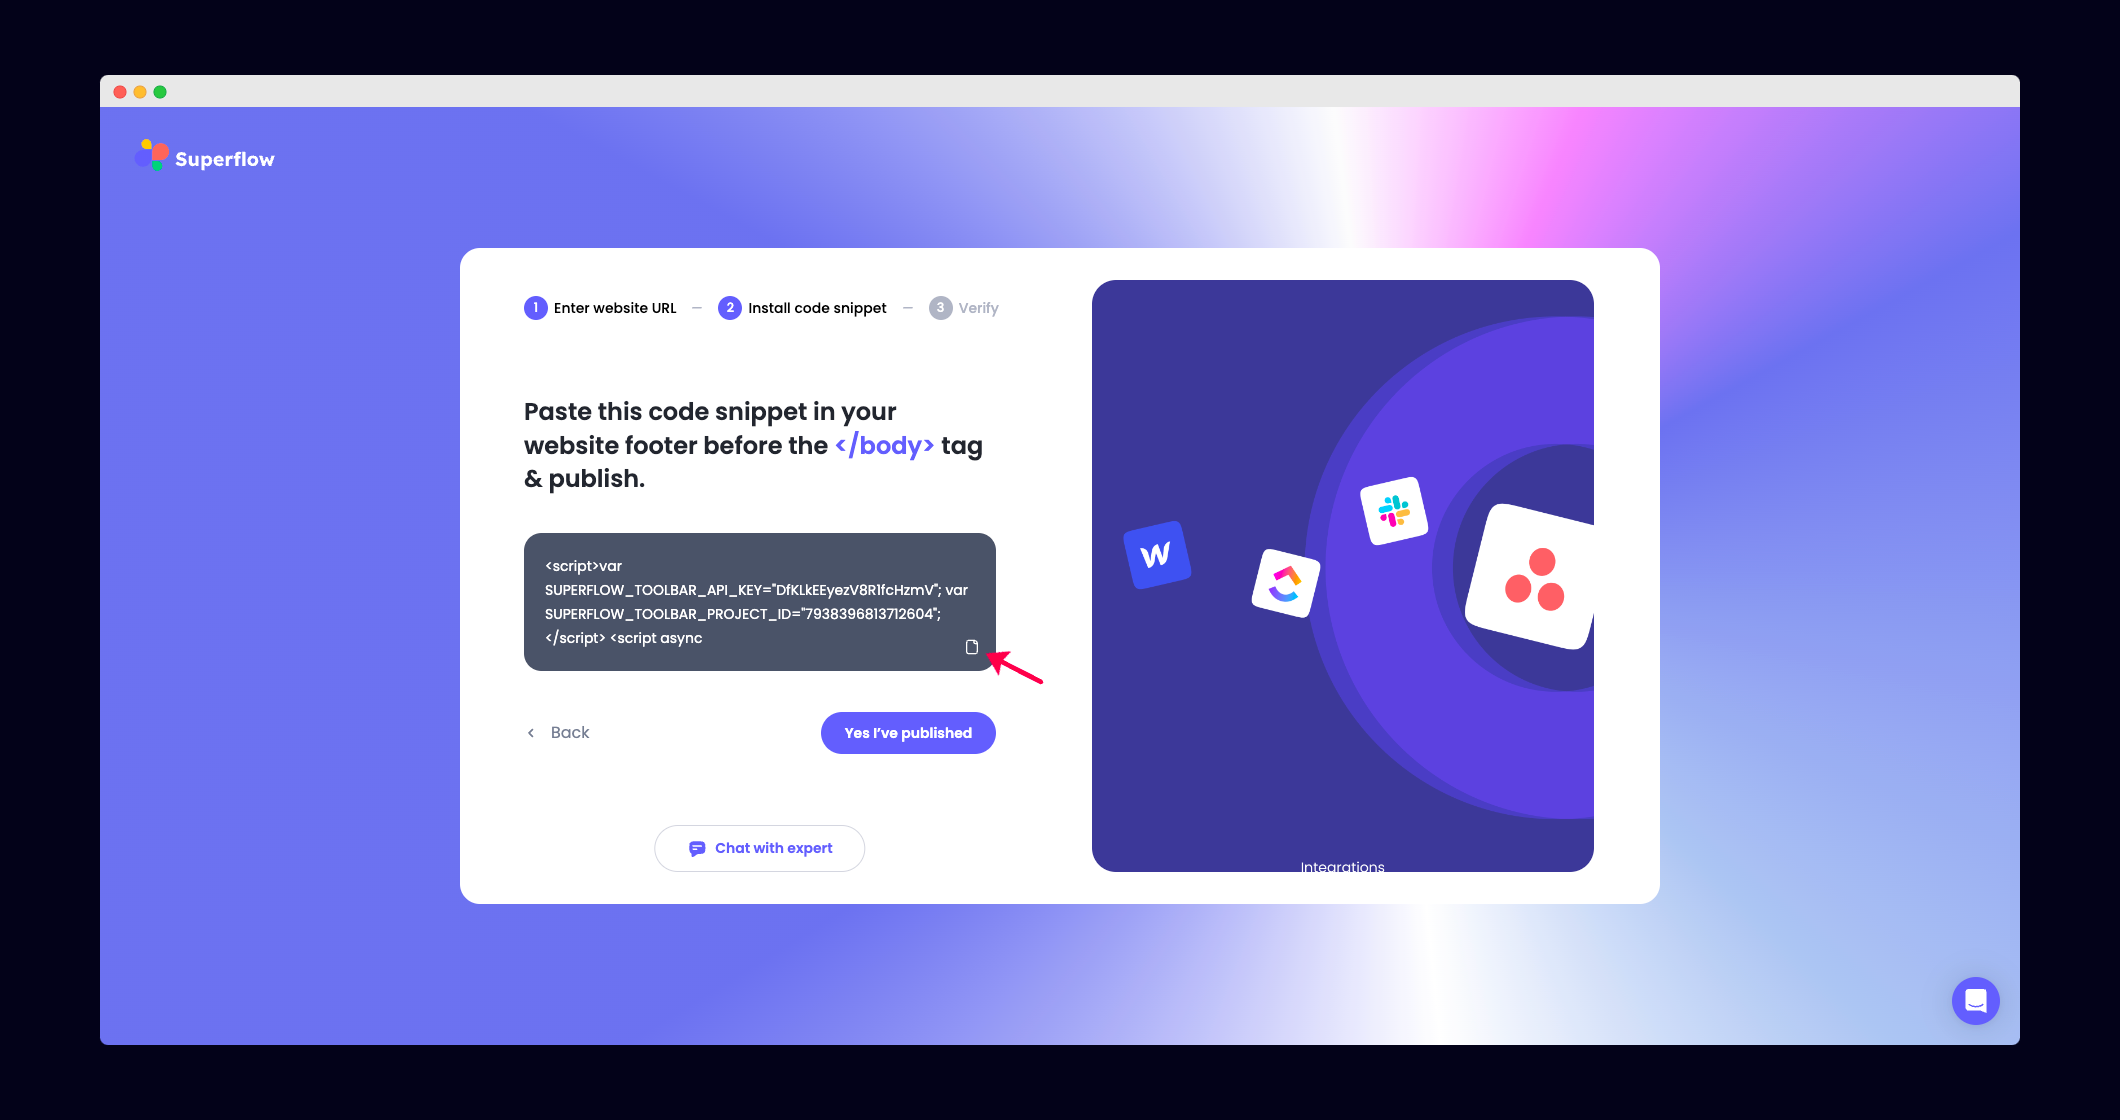 Superflow
1 Enter website URL — 2 Install code snippet — 3 Verify
Paste this code snippet in your
website footer before the </body> tag
& publish.
<script>var
SUPERFLOW_TOOLBAR_API_KEY="DfKLkEEyezV8R1fcHzmV"; var
SUPERFLOW_TOOLBAR_PROJECT_ID="7938396813712604";
</script> <script async
Back
Yes I've published
Chat with expert
Integrations